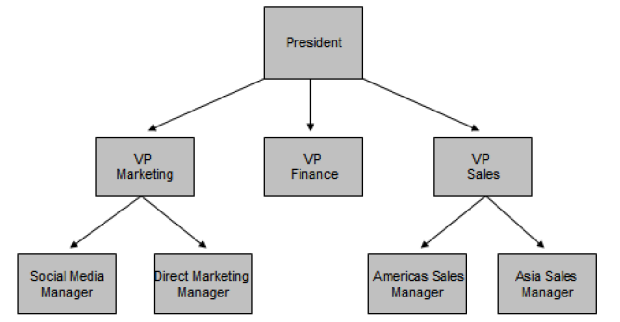 President
VP
Marketing
VP
Finance
VP
Sales
Social Media
Manager
Direct Marketing
Manager
Americas Sales
Manager
Asia Sales
Manager